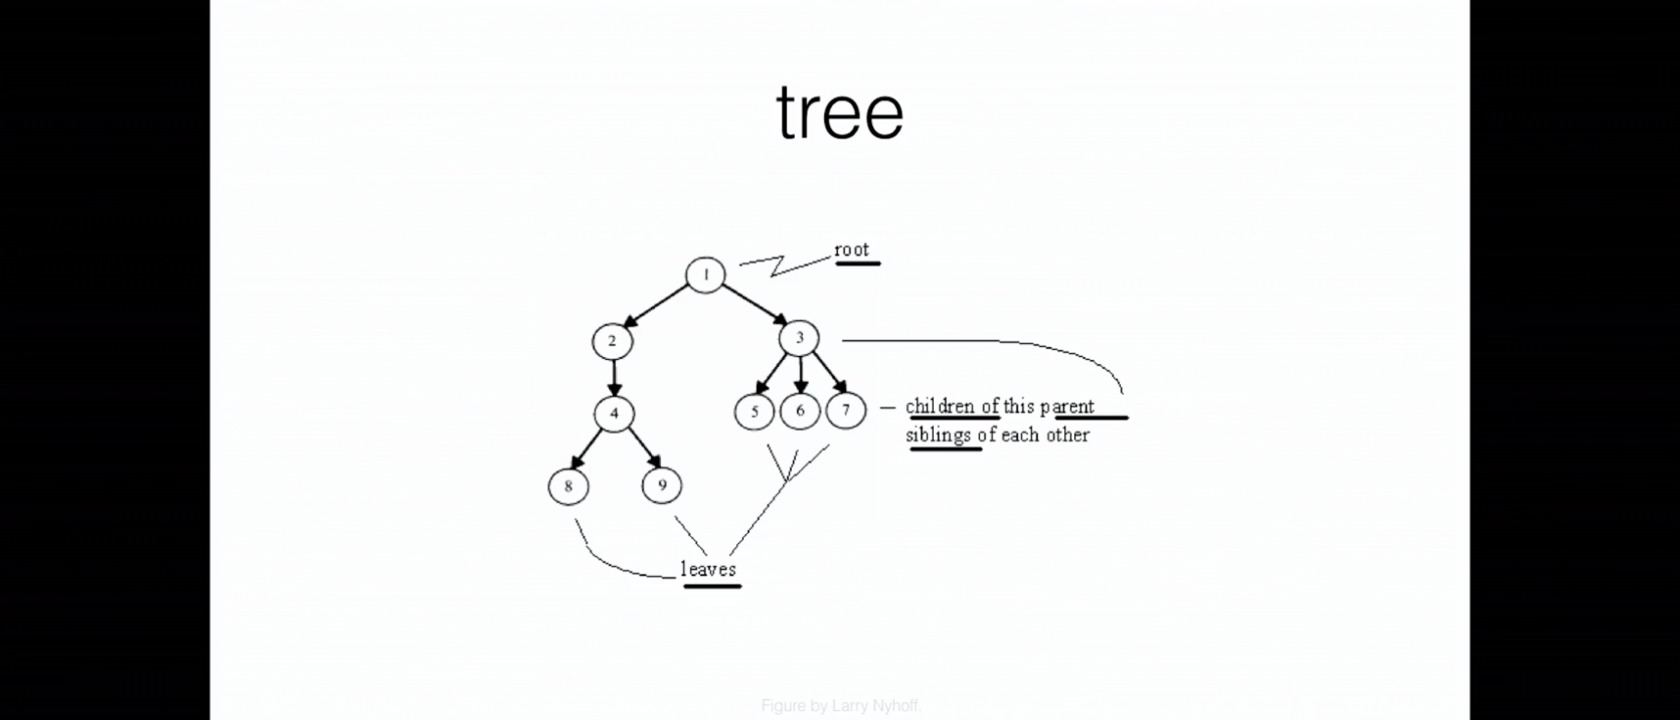 tree
root
1
2
3
4
5
6
7
children of this parent
siblings of each other
8
9
leaves
Figure by Larry Nyhoff.